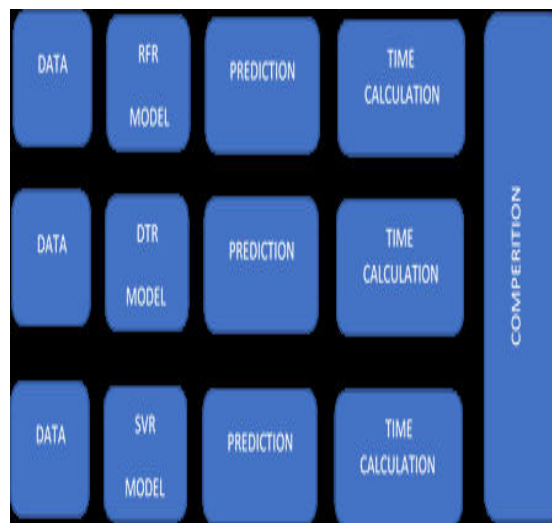 DATA
RFR
MODEL
PREDICTION
TIME
CALCULATION
DATA
DTR
MODEL
PREDICTION
TIME
CALCULATION
DATA
SVR
MODEL
PREDICTION
TIME
CALCULATION
COMPERITION